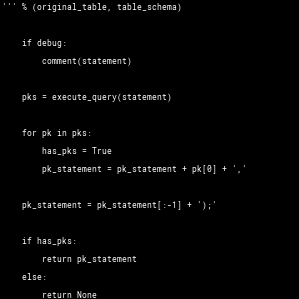 ''' % (original_table, table_schema)
if debug:
comment(statement)
pks = execute_query(statement)
for pk in pks:
has_pks = True
pk_statement = pk_statement + pk[0] + ','
pk_statement = pk_statement[:-1] + ');'
if has_pks:
return pk_statement
else:
return None